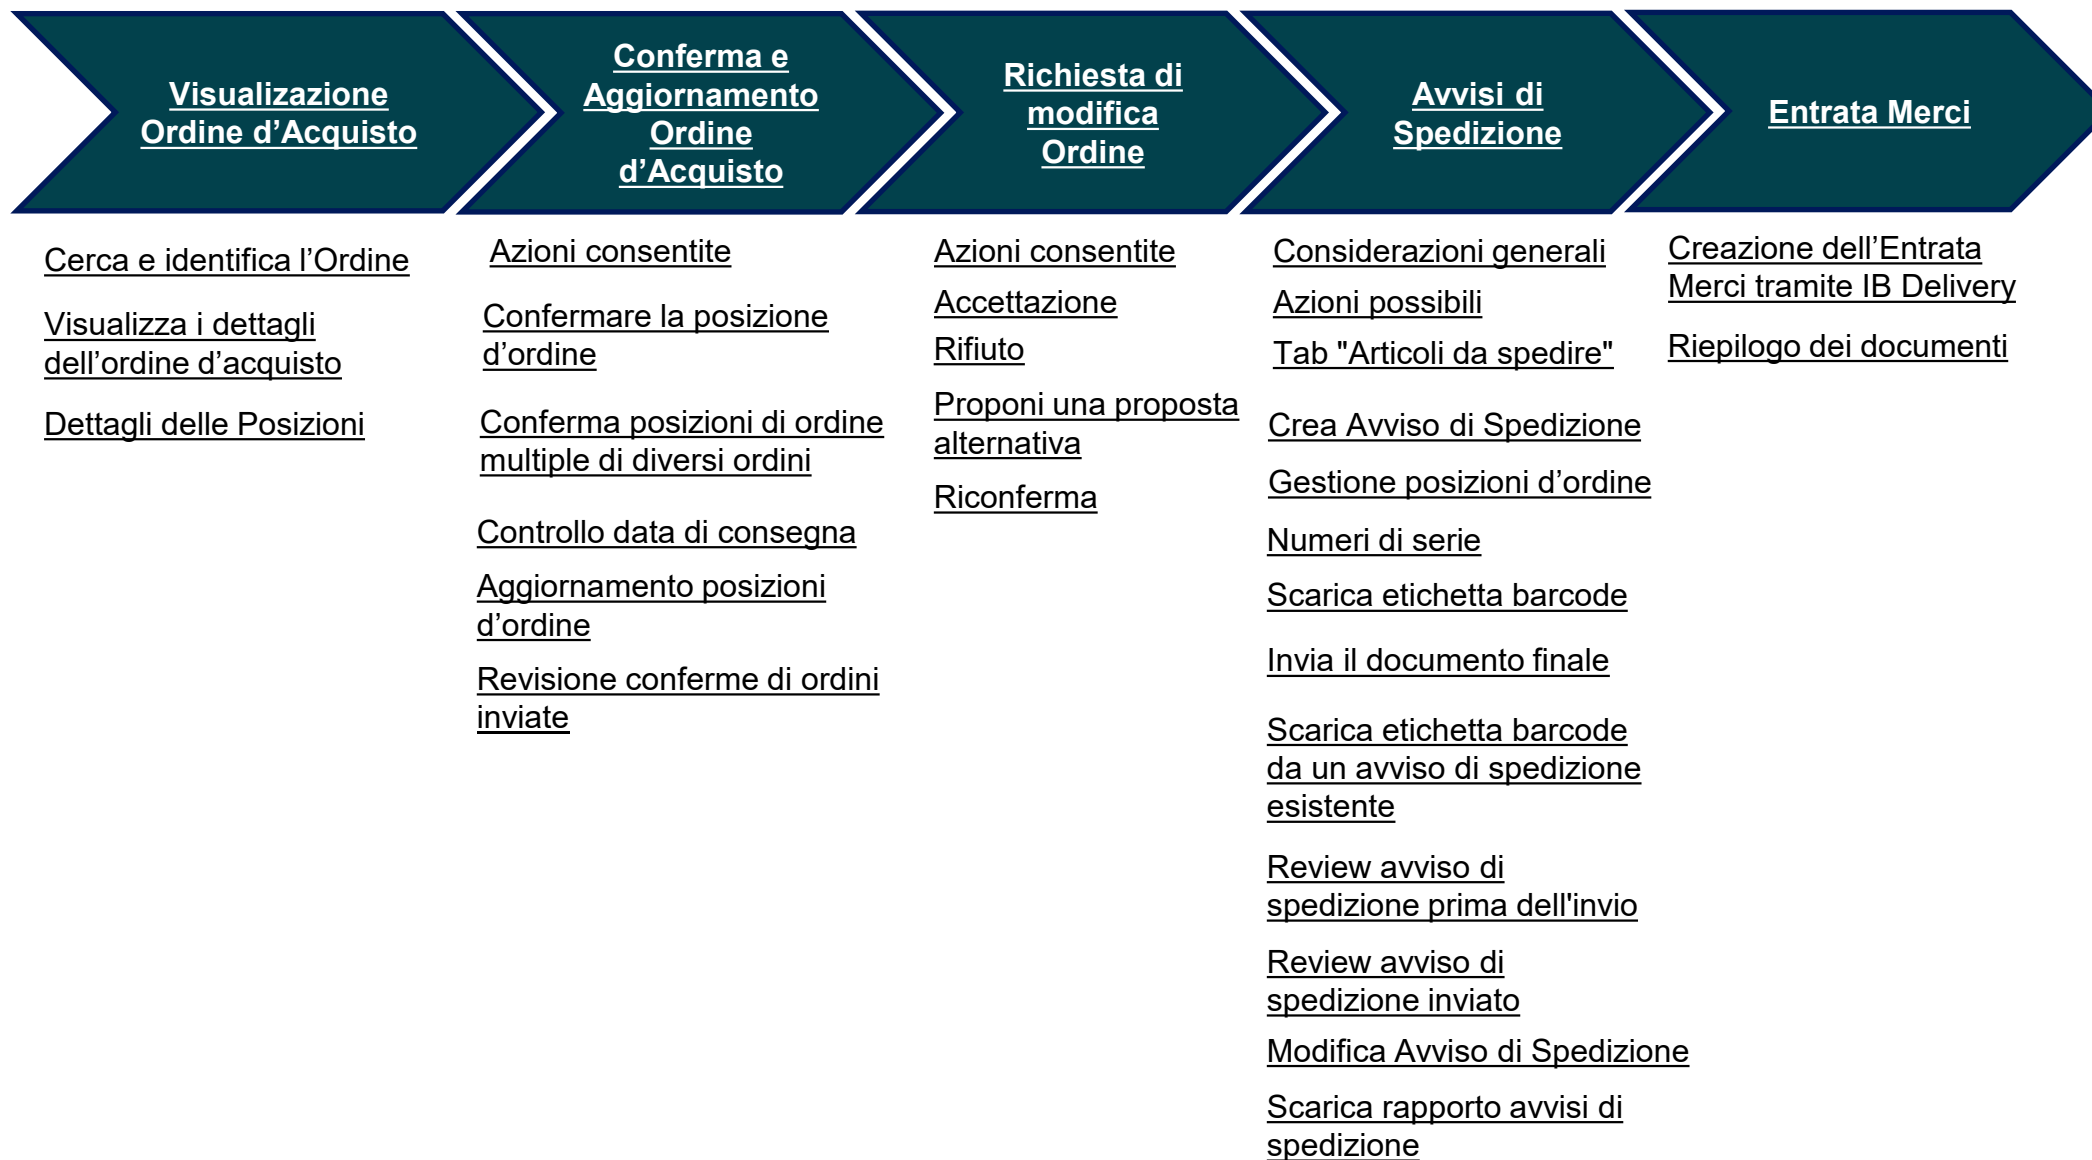 Visualizazione
Ordine d’Acquisto
Conferma e
Aggiornamento
Ordine
d’Acquisto
Richiesta di
modifica
Ordine
Avvisi di
Spedizione
Entrata Merci
Cerca e identifica l’Ordine
Visualizza i dettagli
dell’ordine d’acquisto
Dettagli delle Posizioni
Azioni consentite
Confermare la posizione
d’ordine
Conferma posizioni di ordine
multiple di diversi ordini
Controllo data di consegna
Aggiornamento posizioni
d’ordine
Revisione conferme di ordini
inviate
Azioni consentite
Accettazione
Rifiuto
Proponi una proposta
alternativa
Riconferma
Considerazioni generali
Azioni possibili
Tab "Articoli da spedire"
Crea Avviso di Spedizione
Gestione posizioni d’ordine
Numeri di serie
Scarica etichetta barcode
Invia il documento finale
Scarica etichetta barcode
da un avviso di spedizione
esistente
Review avviso di
spedizione prima dell'invio
Review avviso di
spedizione inviato
Modifica Avviso di Spedizione
Scarica rapporto avvisi di
spedizione
Creazione dell’Entrata
Merci tramite IB Delivery
Riepilogo dei documenti